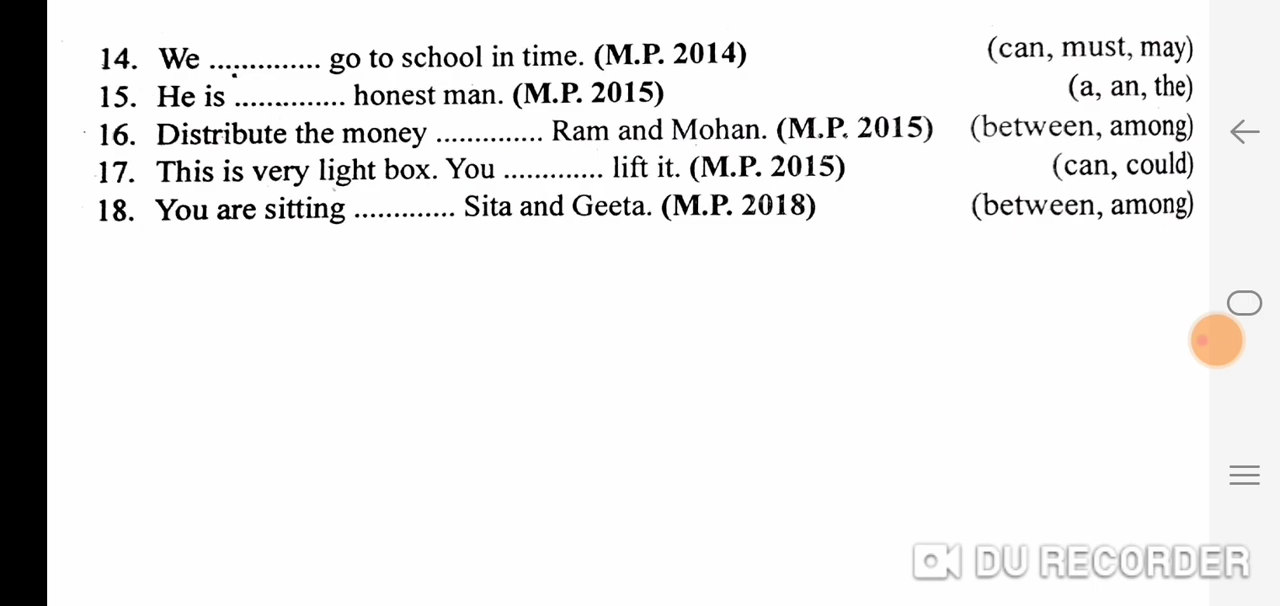 14. We .............. go to school in time. (M.P. 2014) (can, must, may)
15. He is .............. honest man. (M.P. 2015) (a, an, the)
16. Distribute the money .............. Ram and Mohan. (M.P. 2015) (between, among)
17. This is very light box. You ............. lift it. (M.P. 2015) (can, could)
18. You are sitting ............. Sita and Geeta. (M.P. 2018) (between, among)
DU RECORDER